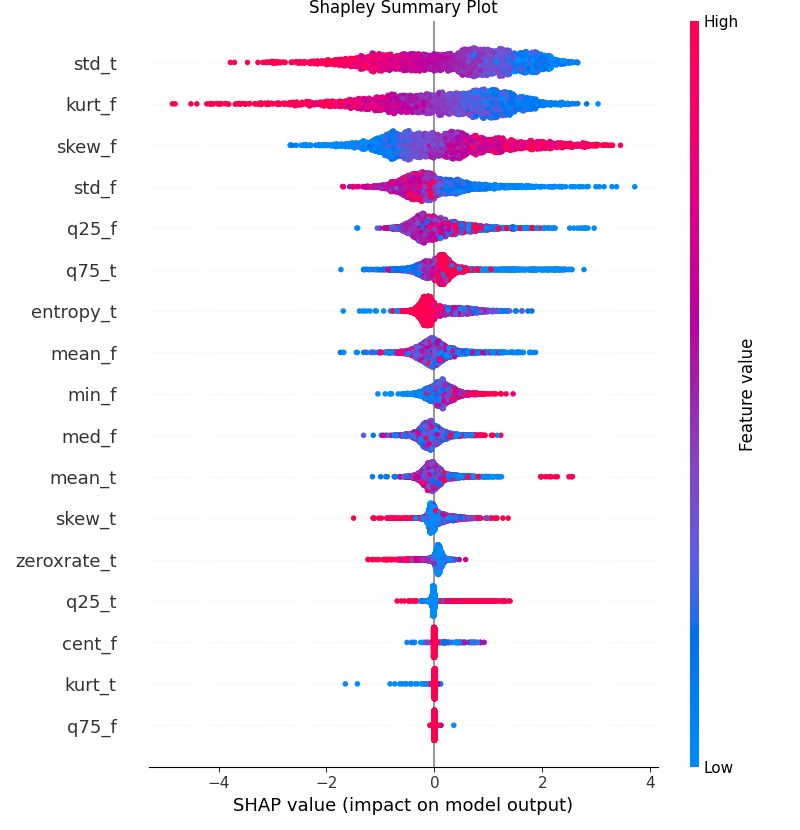 Shapley Summary Plot
High
std_t
kurt_f
skew_f
std_f
q25_f
q75_t
entropy_t
mean_f
min_f
med_f
mean_t
skew_t
zeroxrate_t
q25_t
cent_f
kurt_t
q75_f
Feature value
Low
−4 −2 0 2 4
SHAP value (impact on model output)